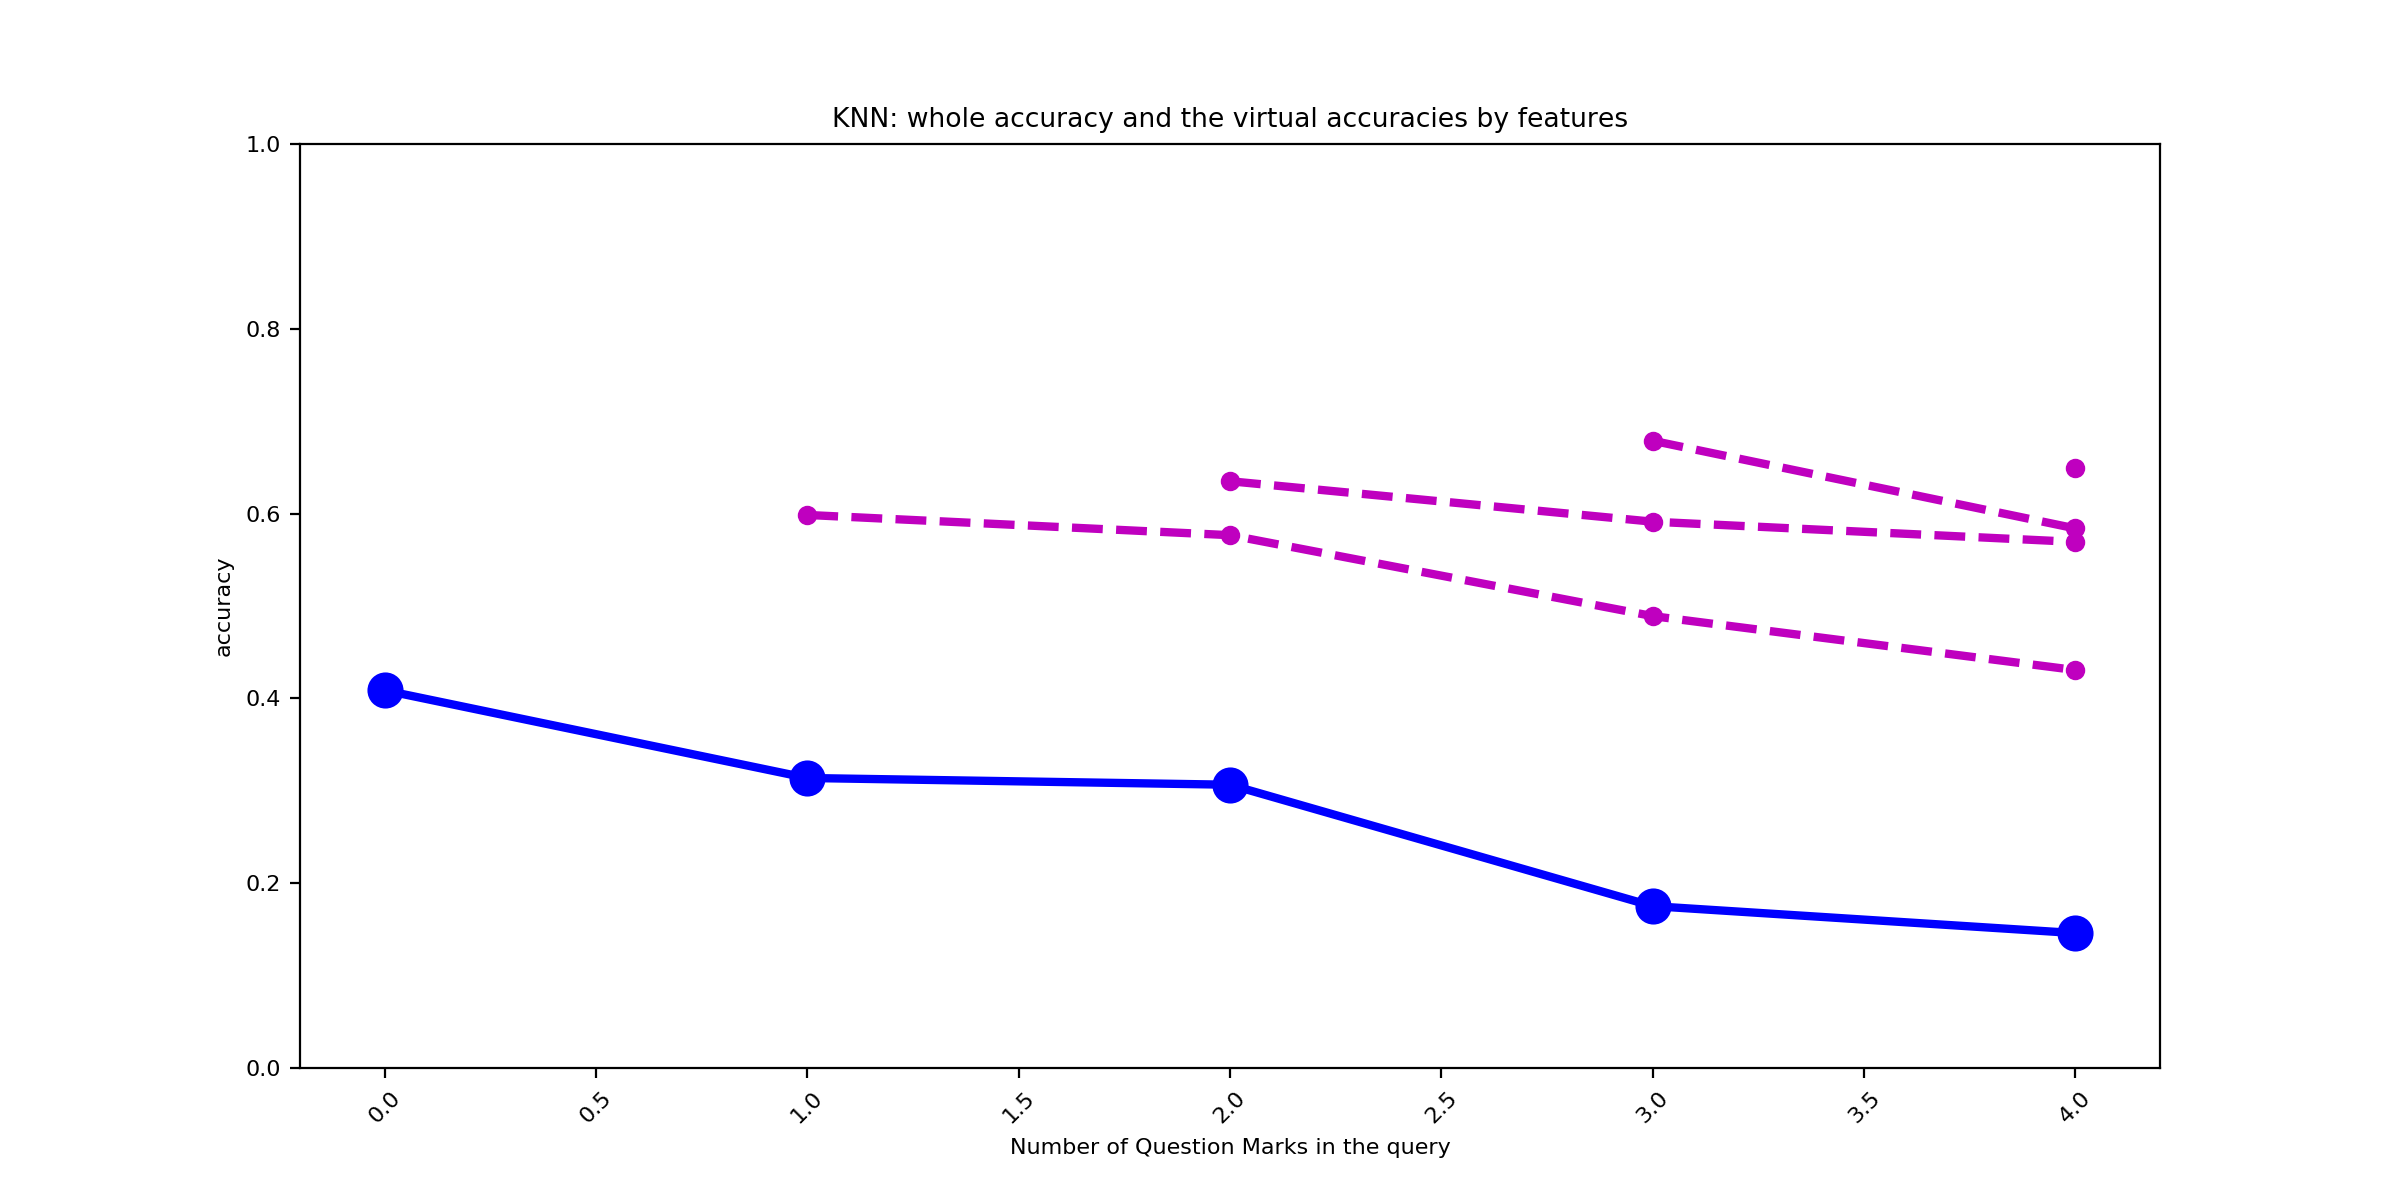 KNN: whole accuracy and the virtual accuracies by features
1.0
0.8
0.6
0.4
0.2
0.0
accuracy
0.0 0.5 1.0 1.5 2.0 2.5 3.0 3.5 4.0
Number of Question Marks in the query